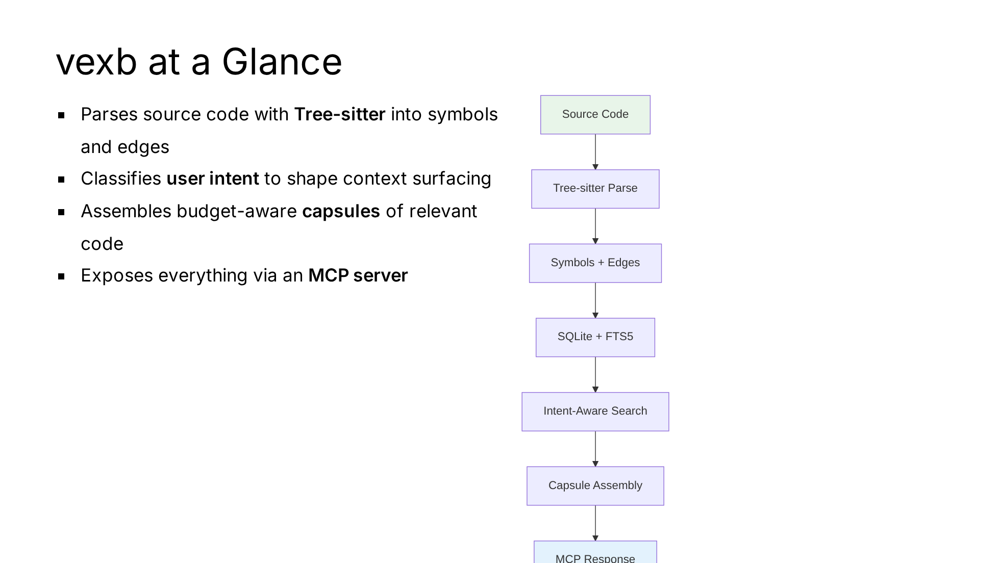 vexb at a Glance
Parses source code with Tree-sitter into symbols
and edges
Classifies user intent to shape context surfacing
Assembles budget-aware capsules of relevant
code
Exposes everything via an MCP server
Source Code
Tree-sitter Parse
Symbols + Edges
SQLite + FTS5
Intent-Aware Search
Capsule Assembly
MCP Response